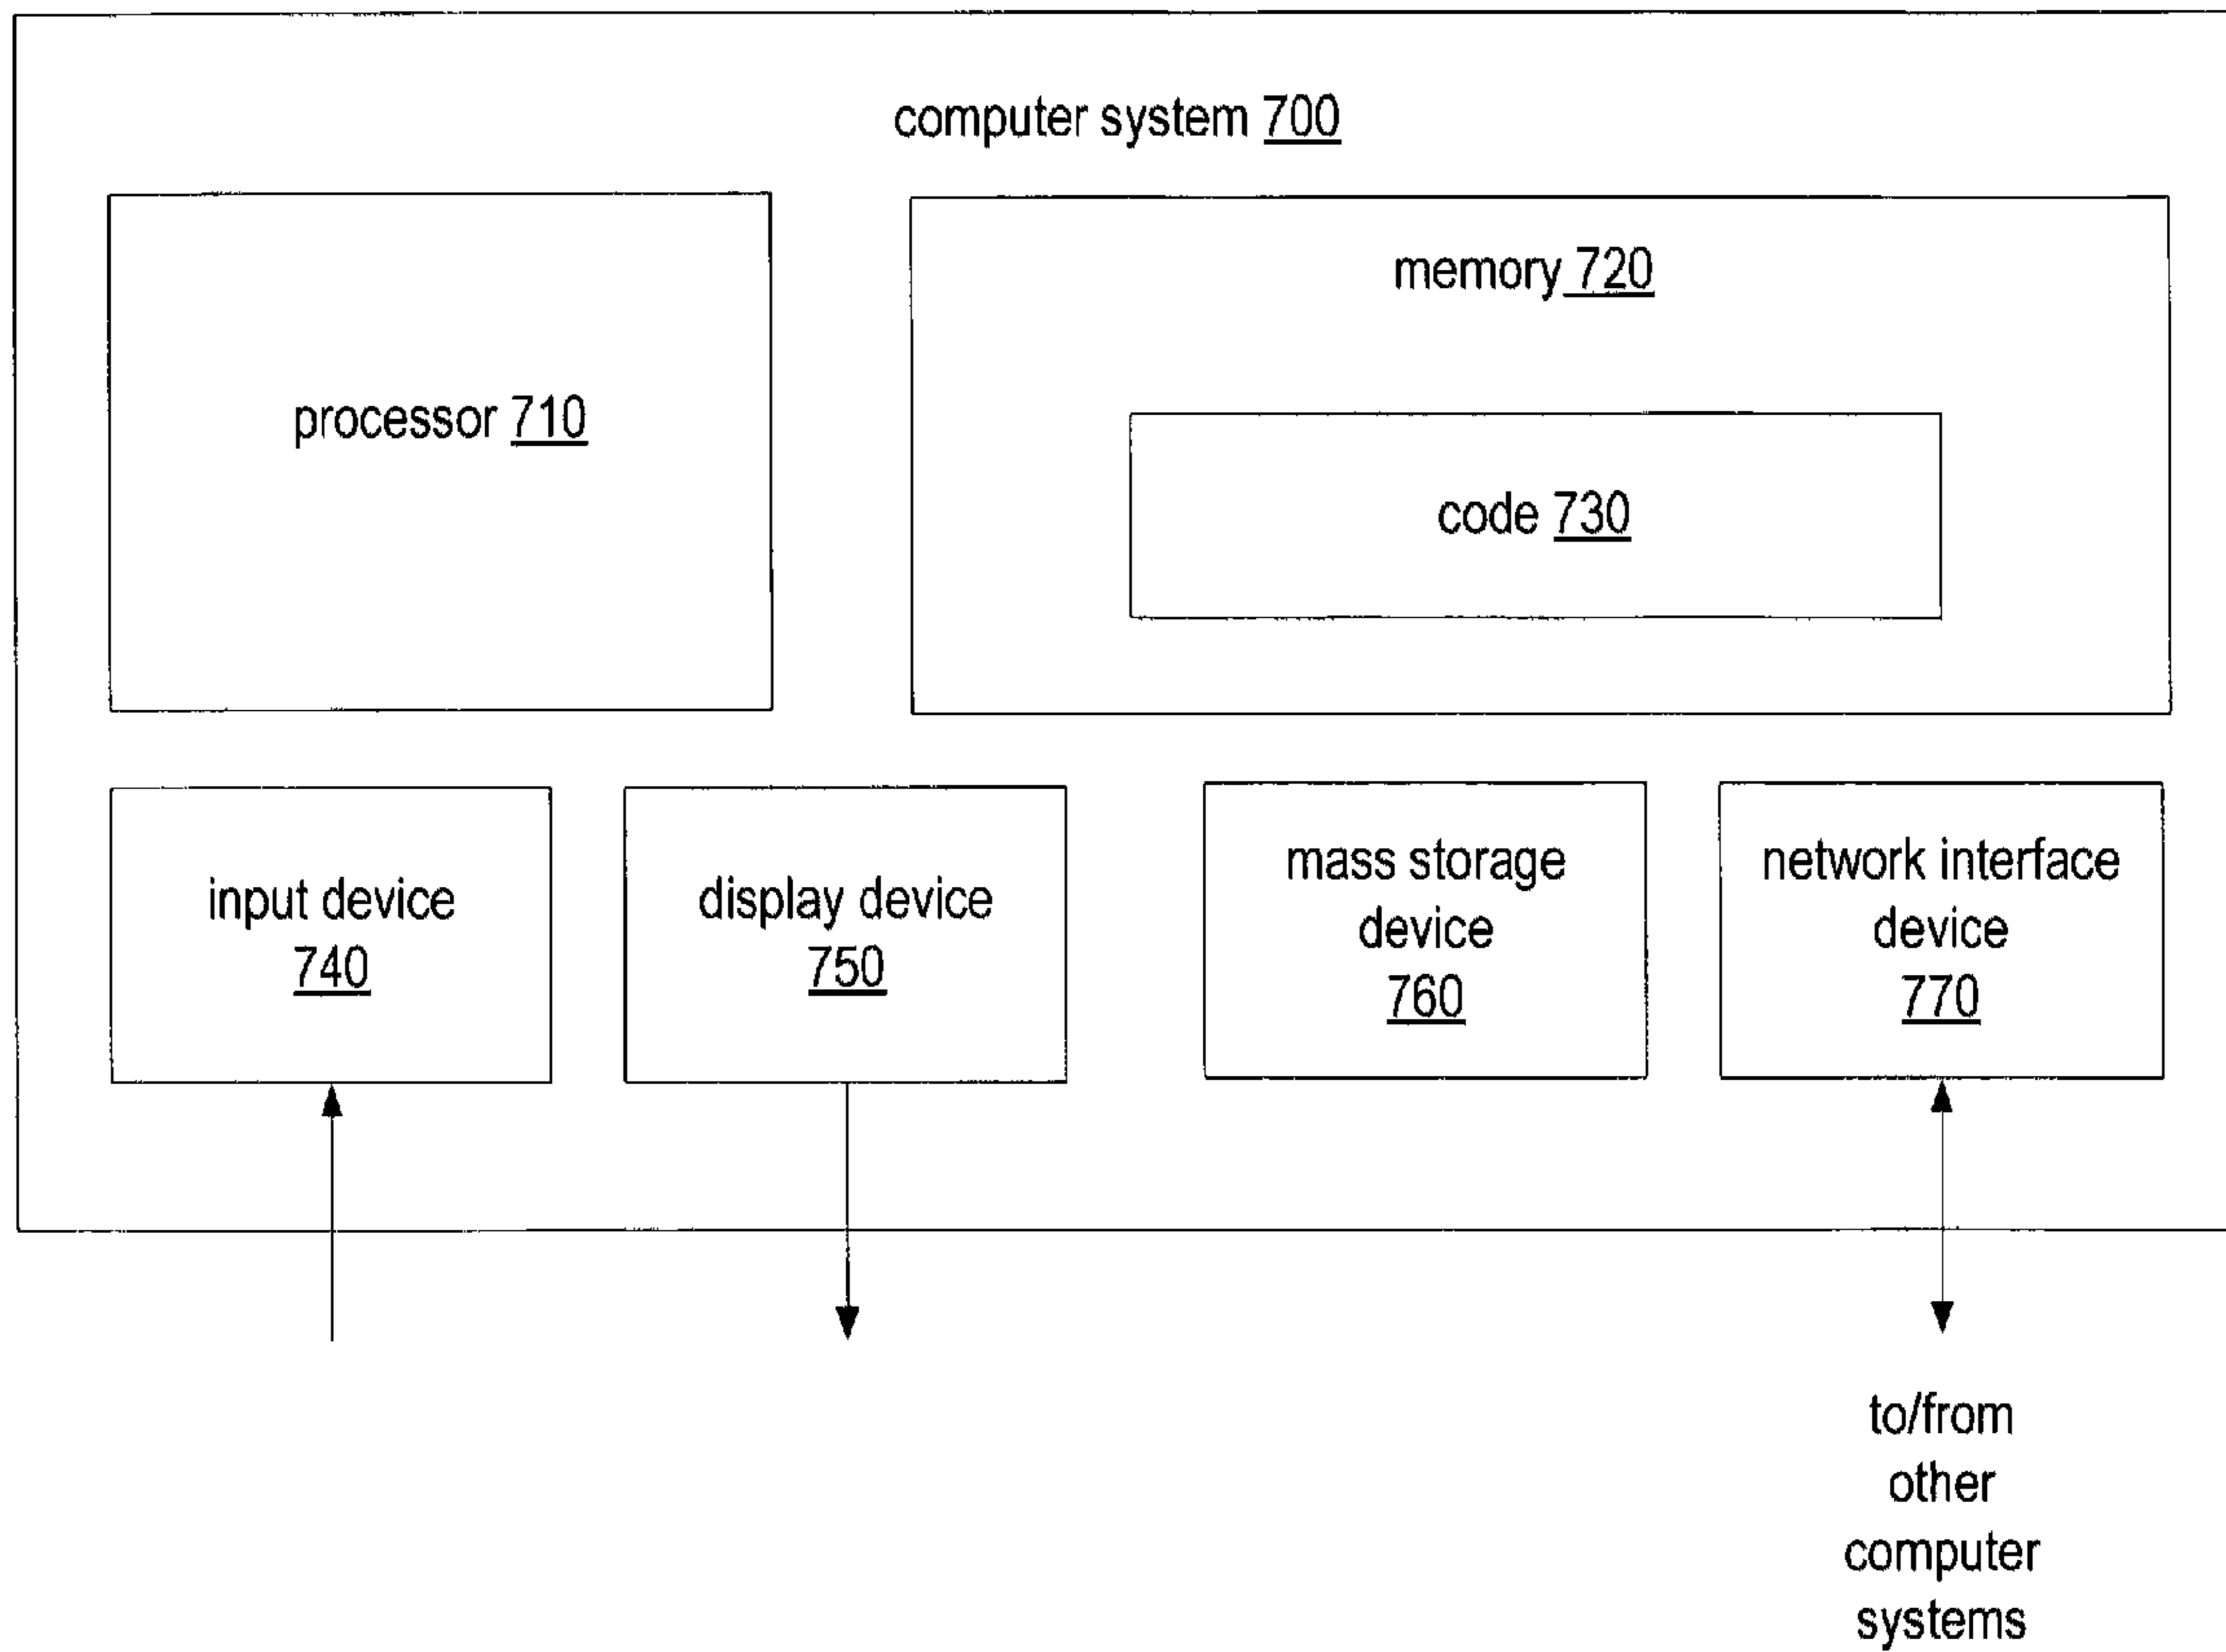 computer system 700
processor 710
memory 720
code 730
input device
740
display device
750
mass storage
device
760
network interface
device
770
to/from
other
computer
systems